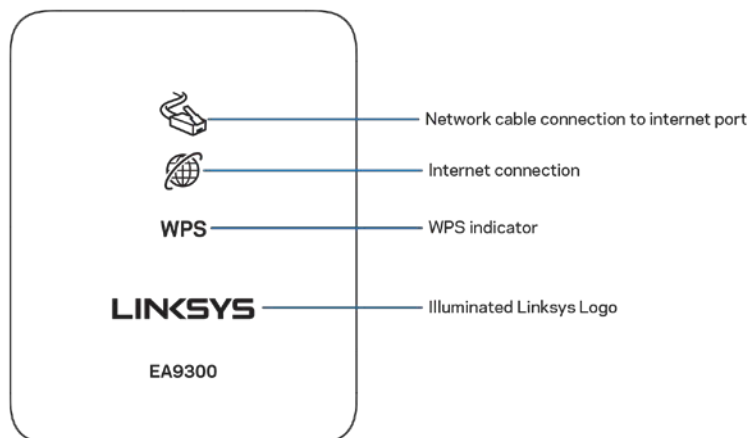 Network cable connection to internet port
Internet connection
WPS
WPS indicator
LINKSYS
Illuminated Linksys Logo
EA9300